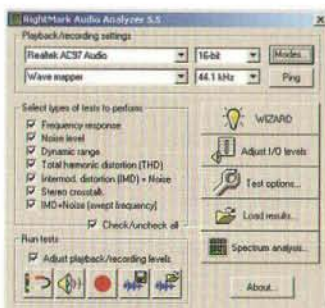 RightMark Audio Analyzer 5.5
Playback/recording settings
Realtek AC97 Audio 16-bit Modes...
Wave mapper 44.1 kHz Ping
Select types of tests to perform
Frequency response
Noise level
Dynamic range
Total harmonic distortion (THD)
Intermod. distortion (IMD) + Noise
Stereo crosstalk
IMD+Noise (swept frequency)
Check/uncheck all
WIZARD
Adjust I/O levels
Test options...
Load results...
Spectrum analysis...
Run tests
Adjust playback/recording levels
About...